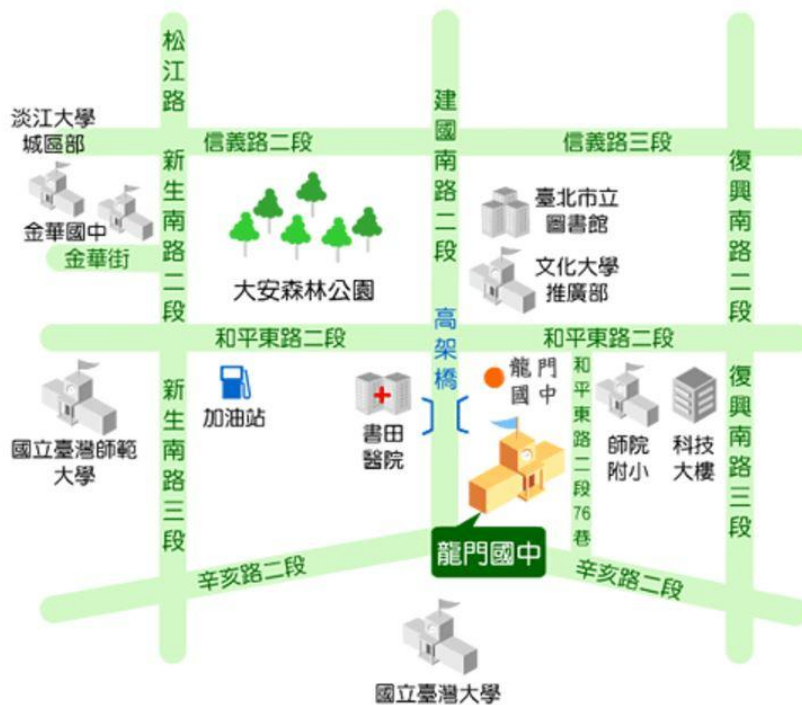 松江路
建國南路二段
淡江大學
城區部
信義路二段
信義路三段
新生南路二段
復興南路二段
臺北市立
圖書館
金華國中
金華街
大安森林公園
文化大學
推廣部
高架橋
和平東路二段
和平東路二段
龍門
國中
和平東路二段76巷
新生南路三段
復興南路三段
加油站
書田
醫院
師院
附小
科技
大樓
國立臺灣師範
大學
龍門國中
辛亥路二段
辛亥路二段
國立臺灣大學